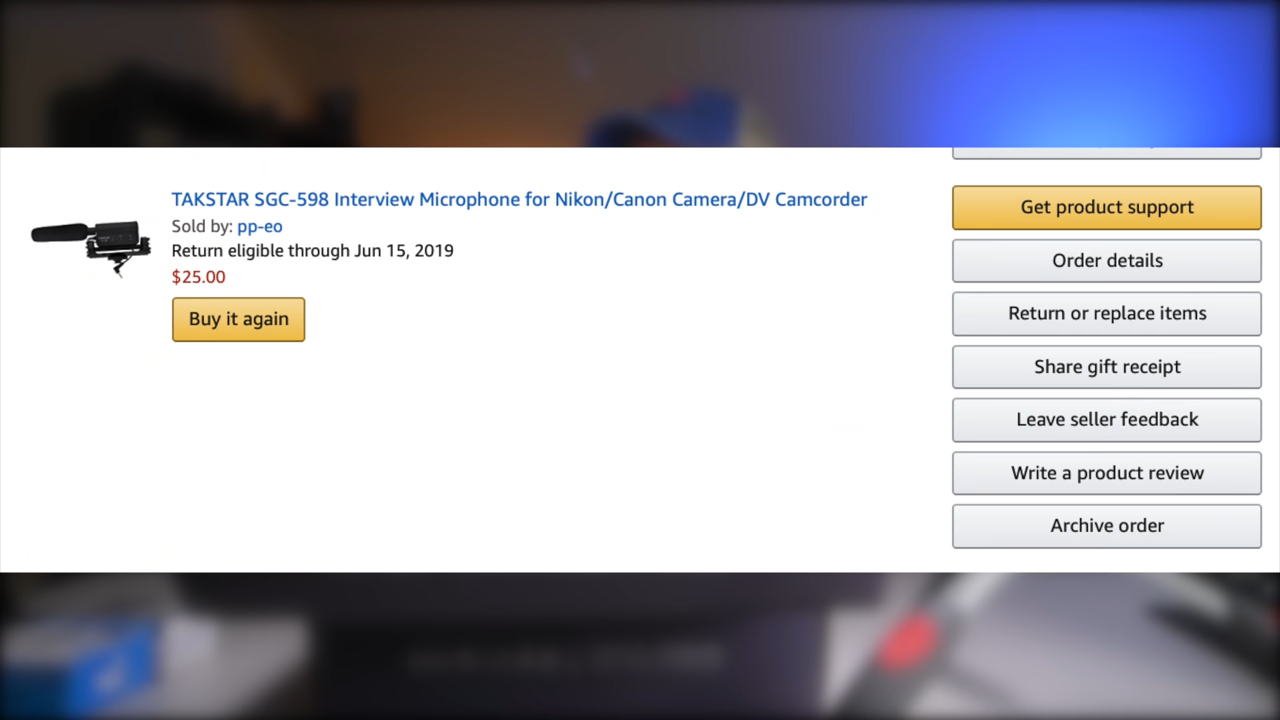 TAKSTAR SGC-598 Interview Microphone for Nikon/Canon Camera/DV Camcorder
Sold by: pp-eo
Return eligible through Jun 15, 2019
$25.00
Buy it again
Get product support
Order details
Return or replace items
Share gift receipt
Leave seller feedback
Write a product review
Archive order